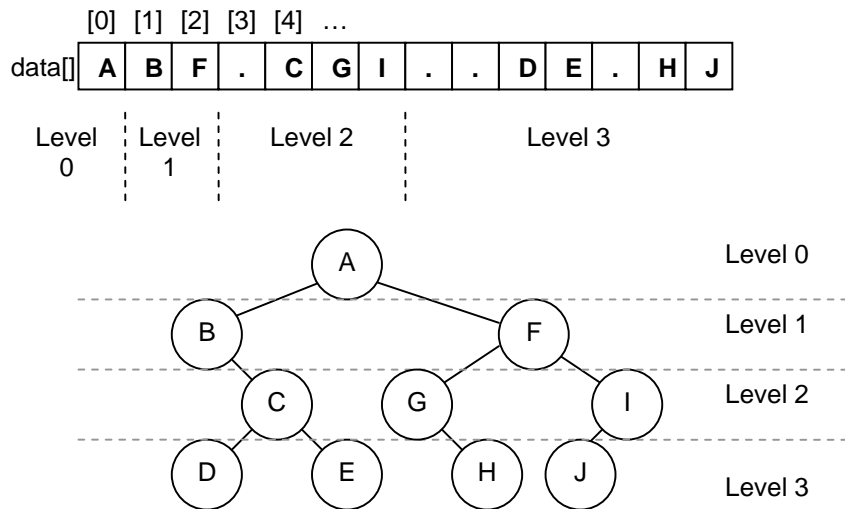 [0] [1] [2] [3] [4] …
data[] A B F . C G I . . D E . H J
Level 0 Level 1 Level 2 Level 3
A Level 0
B F Level 1
C G I Level 2
D E H J Level 3